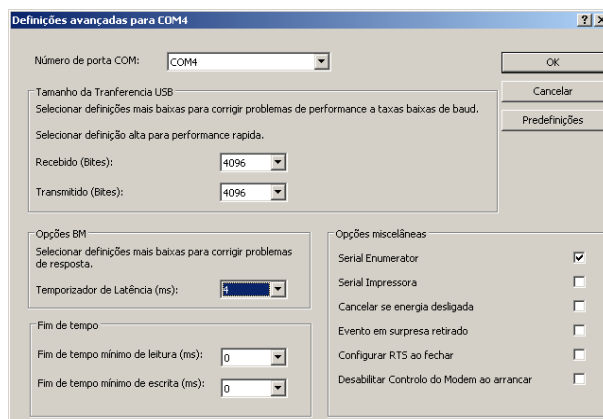 Definições avançadas para COM4
Número de porta COM: COM4
OK
Cancelar
Predefinições
Tamanho da Tranferencia USB
Selecionar definições mais baixas para corrigir problemas de performance a taxas baixas de baud.
Selecionar definição alta para performance rapida.
Recebido (Bites): 4096
Transmitido (Bites): 4096
Opções BM
Selecionar definições mais baixas para corrigir problemas
de resposta.
Temporizador de Latência (ms): 4
Fim de tempo
Fim de tempo mínimo de leitura (ms): 0
Fim de tempo mínimo de escrita (ms): 0
Opções miscelâneas
Serial Enumerator
Serial Impressora
Cancelar se energia desligada
Evento em surpresa retirado
Configurar RTS ao fechar
Desabilitar Controlo do Modem ao arrancar